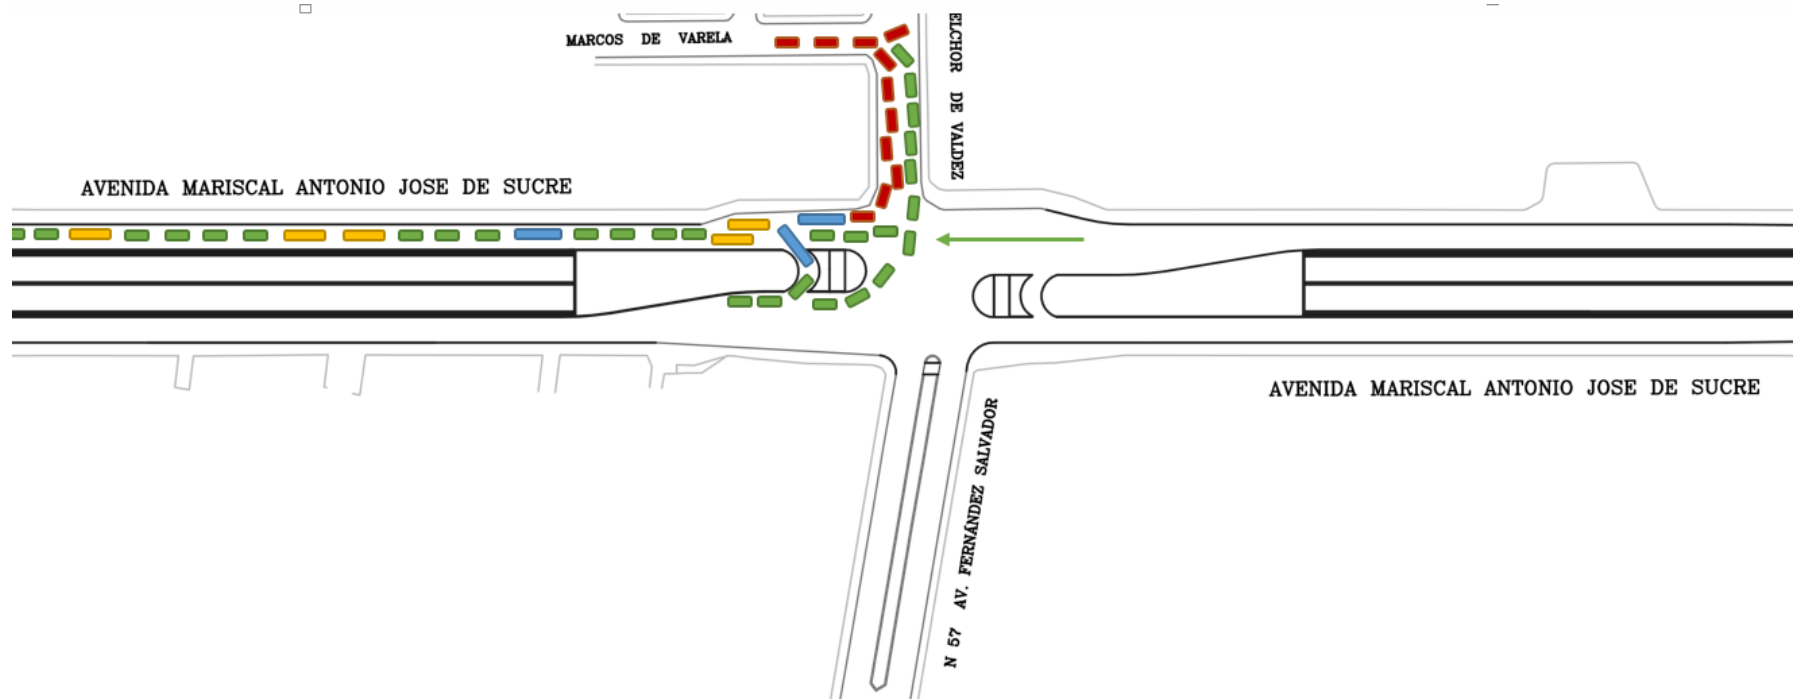 MARCOS DE VARELA
ELCHOR DE VALDEZ
AVENIDA MARISCAL ANTONIO JOSE DE SUCRE
AVENIDA MARISCAL ANTONIO JOSE DE SUCRE
N 57 AV. FERNÁNDEZ SALVADOR